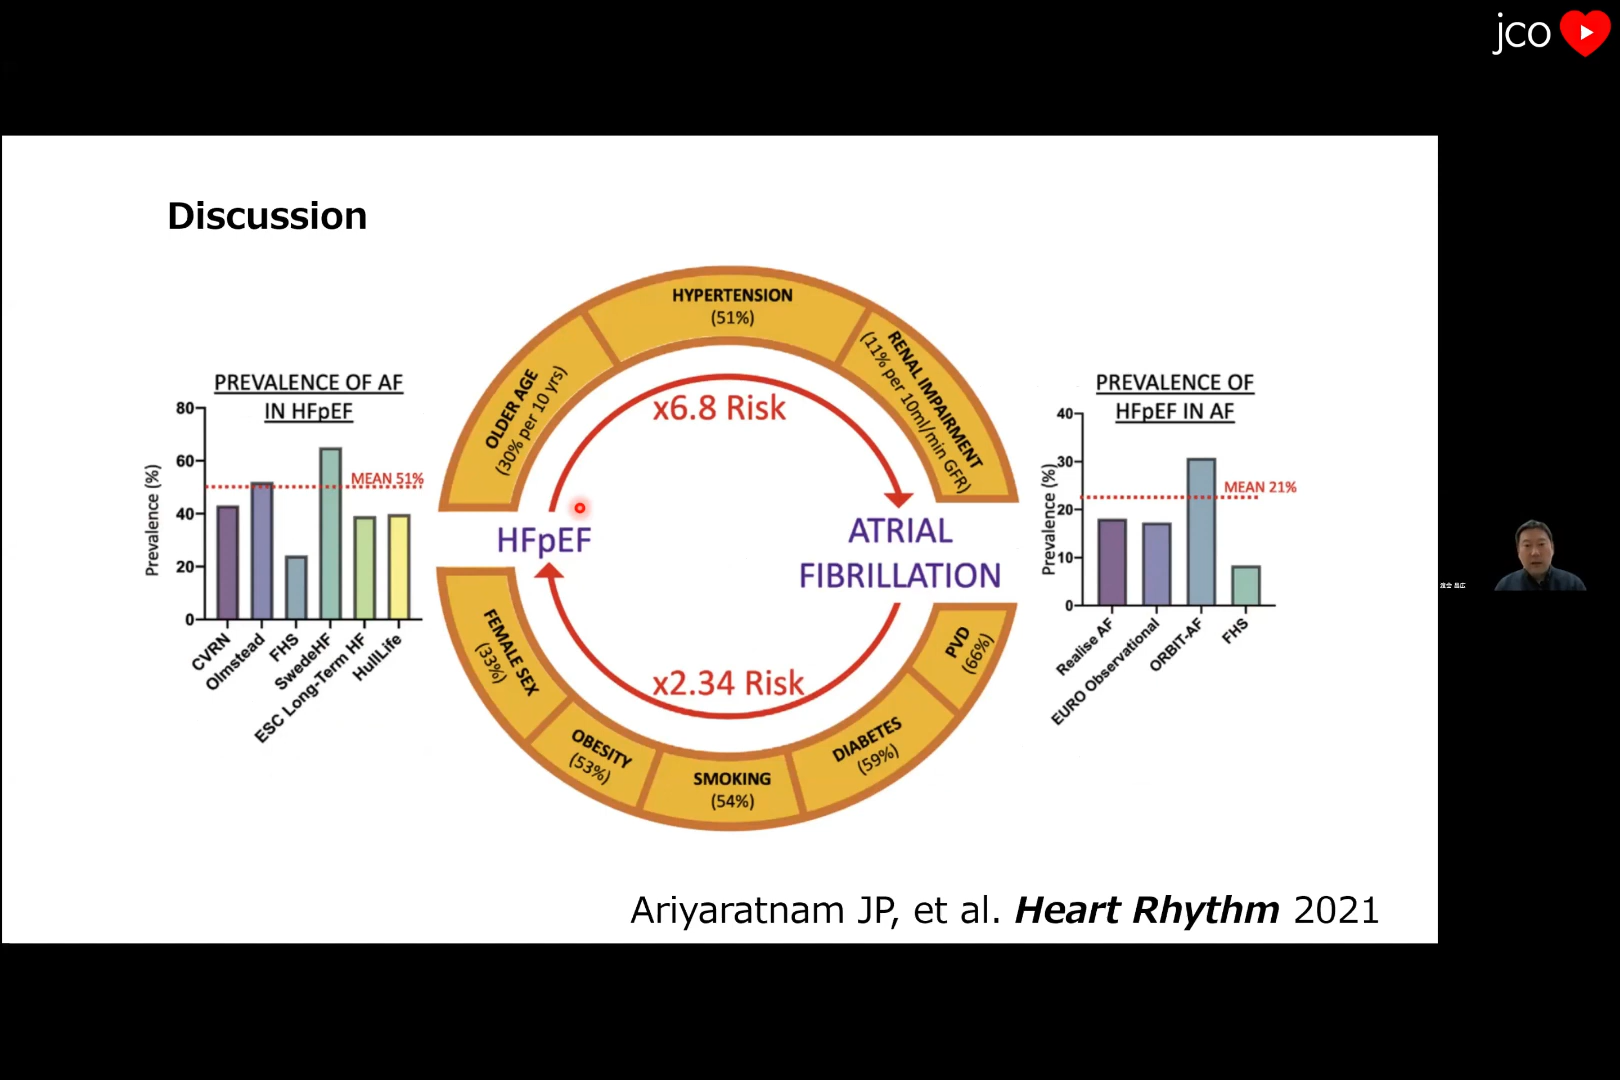 jco
Discussion
HYPERTENSION
(51%)
OLDER AGE
(30% per 10 yrs)
RENAL IMPAIRMENT
(11% per 10ml/min GFR)
x6.8 Risk
HFpEF
ATRIAL
FIBRILLATION
x2.34 Risk
FEMALE SEX
(33%)
OBESITY
(53%)
SMOKING
(54%)
DIABETES
(59%)
PVD
(66%)
PREVALENCE OF AF
IN HFpEF
Prevalence (%)
80
60
40
20
0
MEAN 51%
CVRN
Olmstead
FHS
SwedeHF
ESC Long-Term HF
HullLife
PREVALENCE OF
HFpEF IN AF
Prevalence (%)
40
30
20
10
0
MEAN 21%
Realise AF
EURO Observational
ORBIT-AF
FHS
Ariyaratnam JP, et al. Heart Rhythm 2021